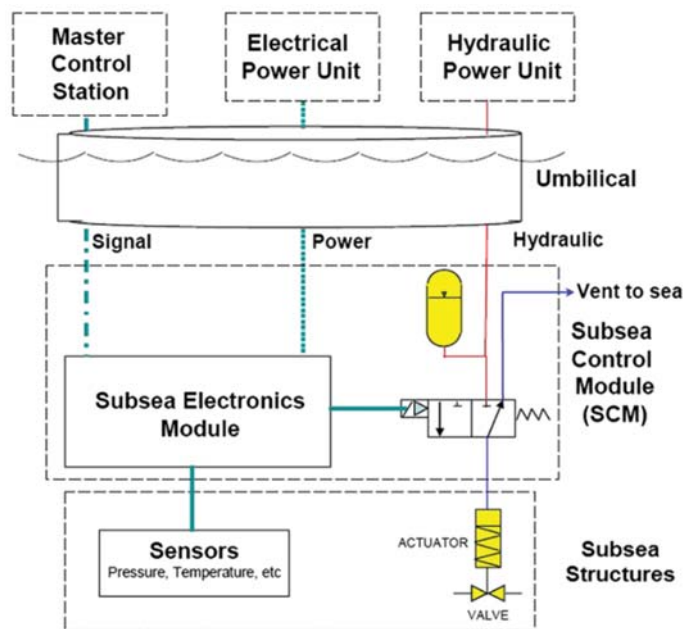 Master
Control
Station
Electrical
Power Unit
Hydraulic
Power Unit
Umbilical
Signal
Power
Hydraulic
Vent to sea
Subsea
Control
Module
(SCM)
Subsea Electronics
Module
Sensors
Pressure, Temperature, etc
ACTUATOR
VALVE
Subsea
Structures